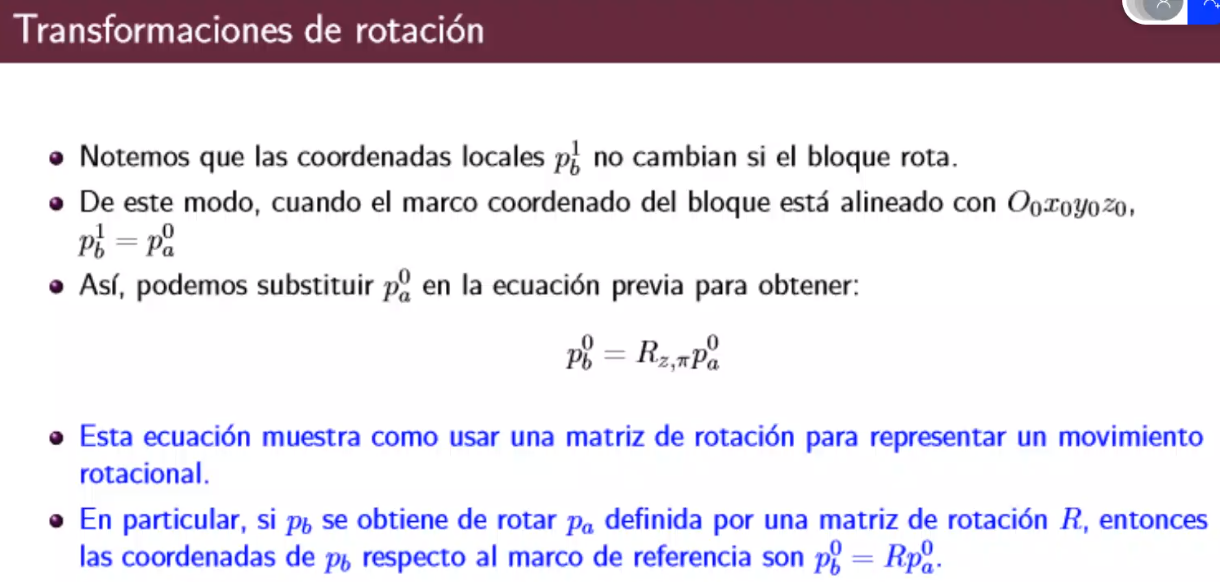 Transformaciones de rotación
• Notemos que las coordenadas locales p_b^1 no cambian si el bloque rota.
• De este modo, cuando el marco coordenado del bloque está alineado con O₀x₀y₀z₀,
p_b^1 = p_a^0
• Así, podemos substituir p_a^0 en la ecuación previa para obtener:
p_b^0 = R_{z,π} p_a^0
• Esta ecuación muestra como usar una matriz de rotación para representar un movimiento
rotacional.
• En particular, si p_b se obtiene de rotar p_a definida por una matriz de rotación R, entonces
las coordenadas de p_b respecto al marco de referencia son p_b^0 = Rp_a^0.